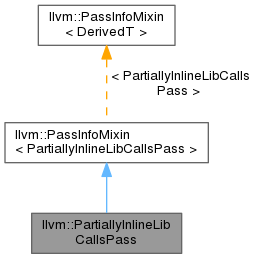 llvm::PassInfoMixin
< DerivedT >
< PartiallyInlineLibCalls
Pass >
llvm::PassInfoMixin
< PartiallyInlineLibCallsPass >
llvm::PartiallyInlineLib
CallsPass